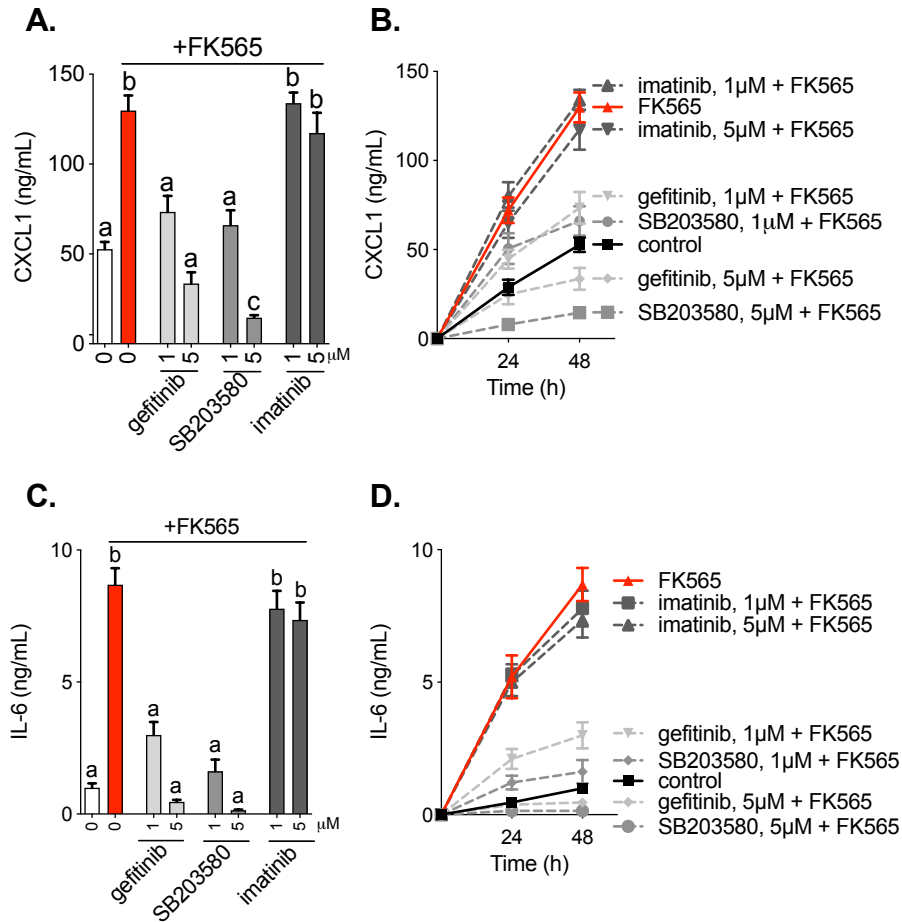 A.
+FK565
150
100
50
0
CXCL1 (ng/mL)
a
b
a
a
a
c
b
b
0
0
1
5
1
5
1
5
μM
gefitinib
SB203580
imatinib
B.
150
100
50
0
CXCL1 (ng/mL)
24
48
Time (h)
imatinib, 1μM + FK565
FK565
imatinib, 5μM + FK565
gefitinib, 1μM + FK565
SB203580, 1μM + FK565
control
gefitinib, 5μM + FK565
SB203580, 5μM + FK565
C.
+FK565
10
5
0
IL-6 (ng/mL)
a
b
a
a
a
a
b
b
0
0
1
5
1
5
1
5
μM
gefitinib
SB203580
imatinib
D.
10
5
0
IL-6 (ng/mL)
24
48
Time (h)
FK565
imatinib, 1μM + FK565
imatinib, 5μM + FK565
gefitinib, 1μM + FK565
SB203580, 1μM + FK565
control
gefitinib, 5μM + FK565
SB203580, 5μM + FK565